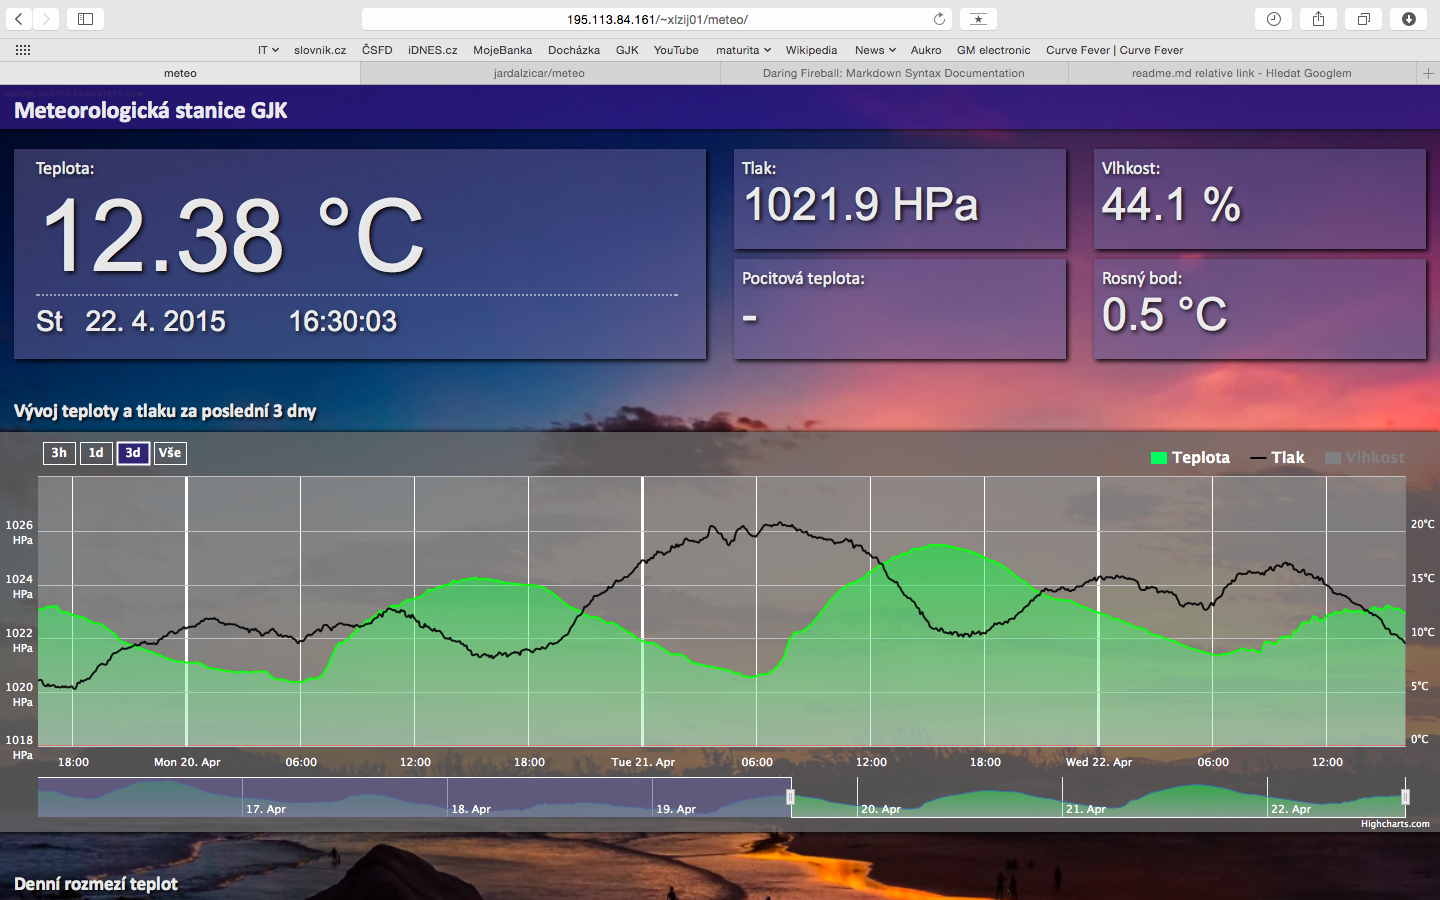 195.113.84.161/~xlzij01/meteo/
IT slovnik.cz ČSFD iDNES.cz MojeBanka Docházka GJK YouTube maturita Wikipedia News Aukro GM electronic Curve Fever | Curve Fever
meteo jardalzicar/meteo Daring Fireball: Markdown Syntax Documentation readme.md relative link - Hledat Googlem
Meteorologická stanice GJK
Teplota:
12.38 °C
St 22. 4. 2015 16:30:03
Tlak:
1021.9 HPa
Vlhkost:
44.1 %
Pocitová teplota:
-
Rosný bod:
0.5 °C
Vývoj teploty a tlaku za poslední 3 dny
3h 1d 3d Vše
Teplota Tlak Vlhkost
1026 HPa
1024 HPa
1022 HPa
1020 HPa
1018 HPa
20°C
15°C
10°C
5°C
0°C
18:00 Mon 20. Apr 06:00 12:00 18:00 Tue 21. Apr 06:00 12:00 18:00 Wed 22. Apr 06:00 12:00
17. Apr 18. Apr 19. Apr 20. Apr 21. Apr 22. Apr
Highcharts.com
Denní rozmezí teplot